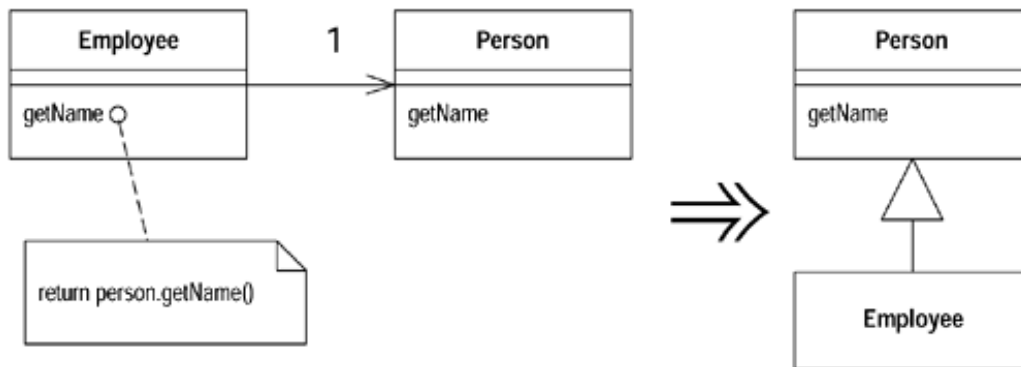 Employee
getName
1
Person
getName
return person.getName()
Person
getName
Employee